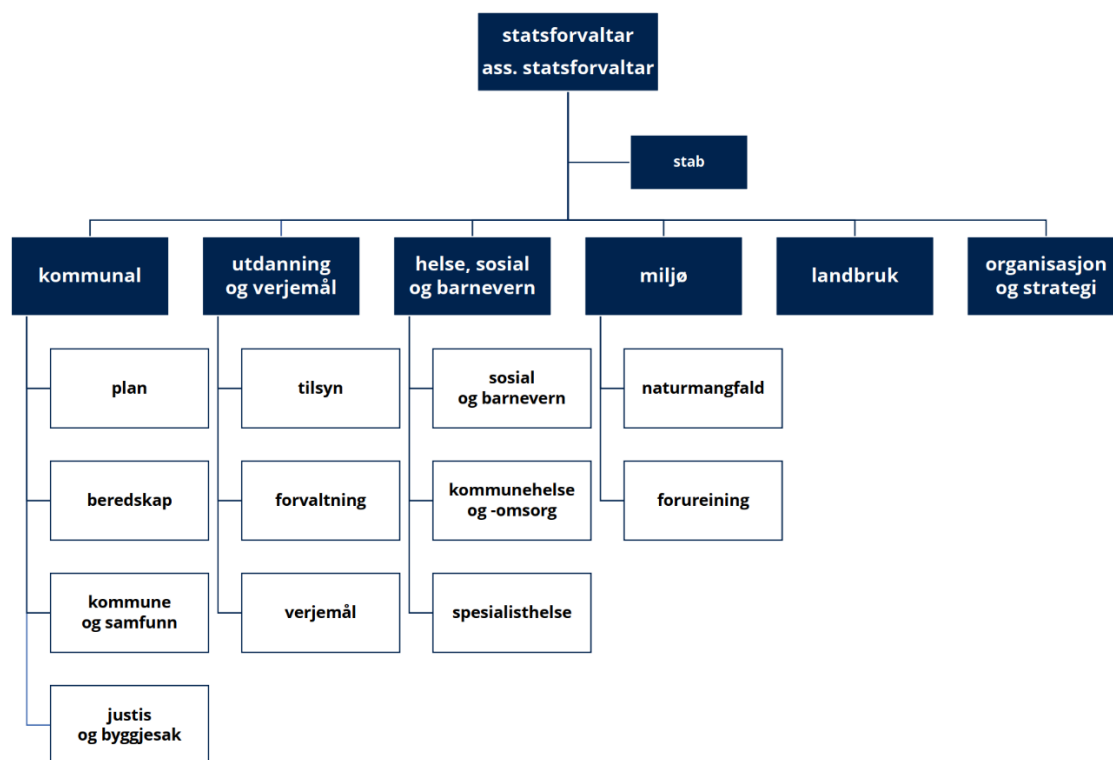 statsforvaltar
ass. statsforvaltar
stab
kommunal
utdanning
og verjemål
helse, sosial
og barnevern
miljø
landbruk
organisasjon
og strategi
plan
tilsyn
sosial
og barnevern
naturmangfald
beredskap
forvaltning
kommunehelse
og -omsorg
forureining
kommune
og samfunn
verjemål
spesialisthelse
justis
og byggjesak